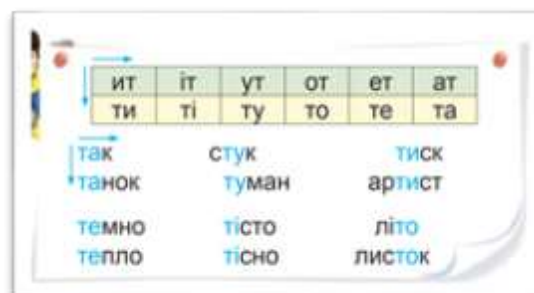 ит іт ут от ет ат
ти ті ту то те та
так стук тиск
танок туман артист
темно тісто літо
тепло тісно листок